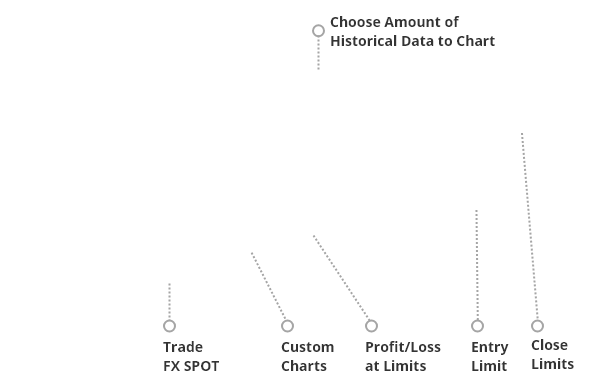 Choose Amount of
Historical Data to Chart
Trade
FX SPOT
Custom
Charts
Profit/Loss
at Limits
Entry
Limit
Close
Limits